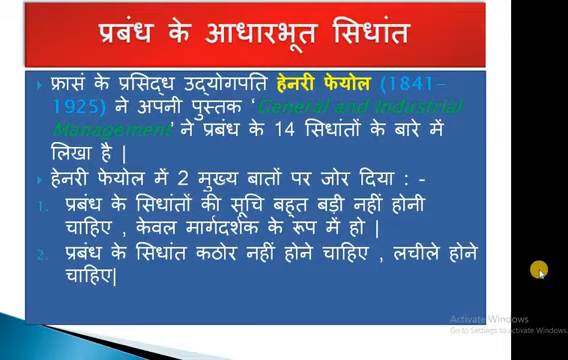 प्रबंध के आधारभूत सिधांत
फ्रासं के प्रसिद्ध उद्योगपति हेनरी फेयोल (1841–
1925) ने अपनी पुस्तक 'General and Industrial
Management' ने प्रबंध के 14 सिधांतों के बारे में
लिखा है |
हेनरी फेयोल में 2 मुख्य बातों पर जोर दिया : -
1. प्रबंध के सिधांतों की सूचि बहुत बड़ी नहीं होनी
चाहिए , केवल मार्गदर्शक के रूप में हो |
2. प्रबंध के सिधांत कठोर नहीं होने चाहिए , लचीले होने
चाहिए|
Activate Windows
Go to Settings to activate Windows.